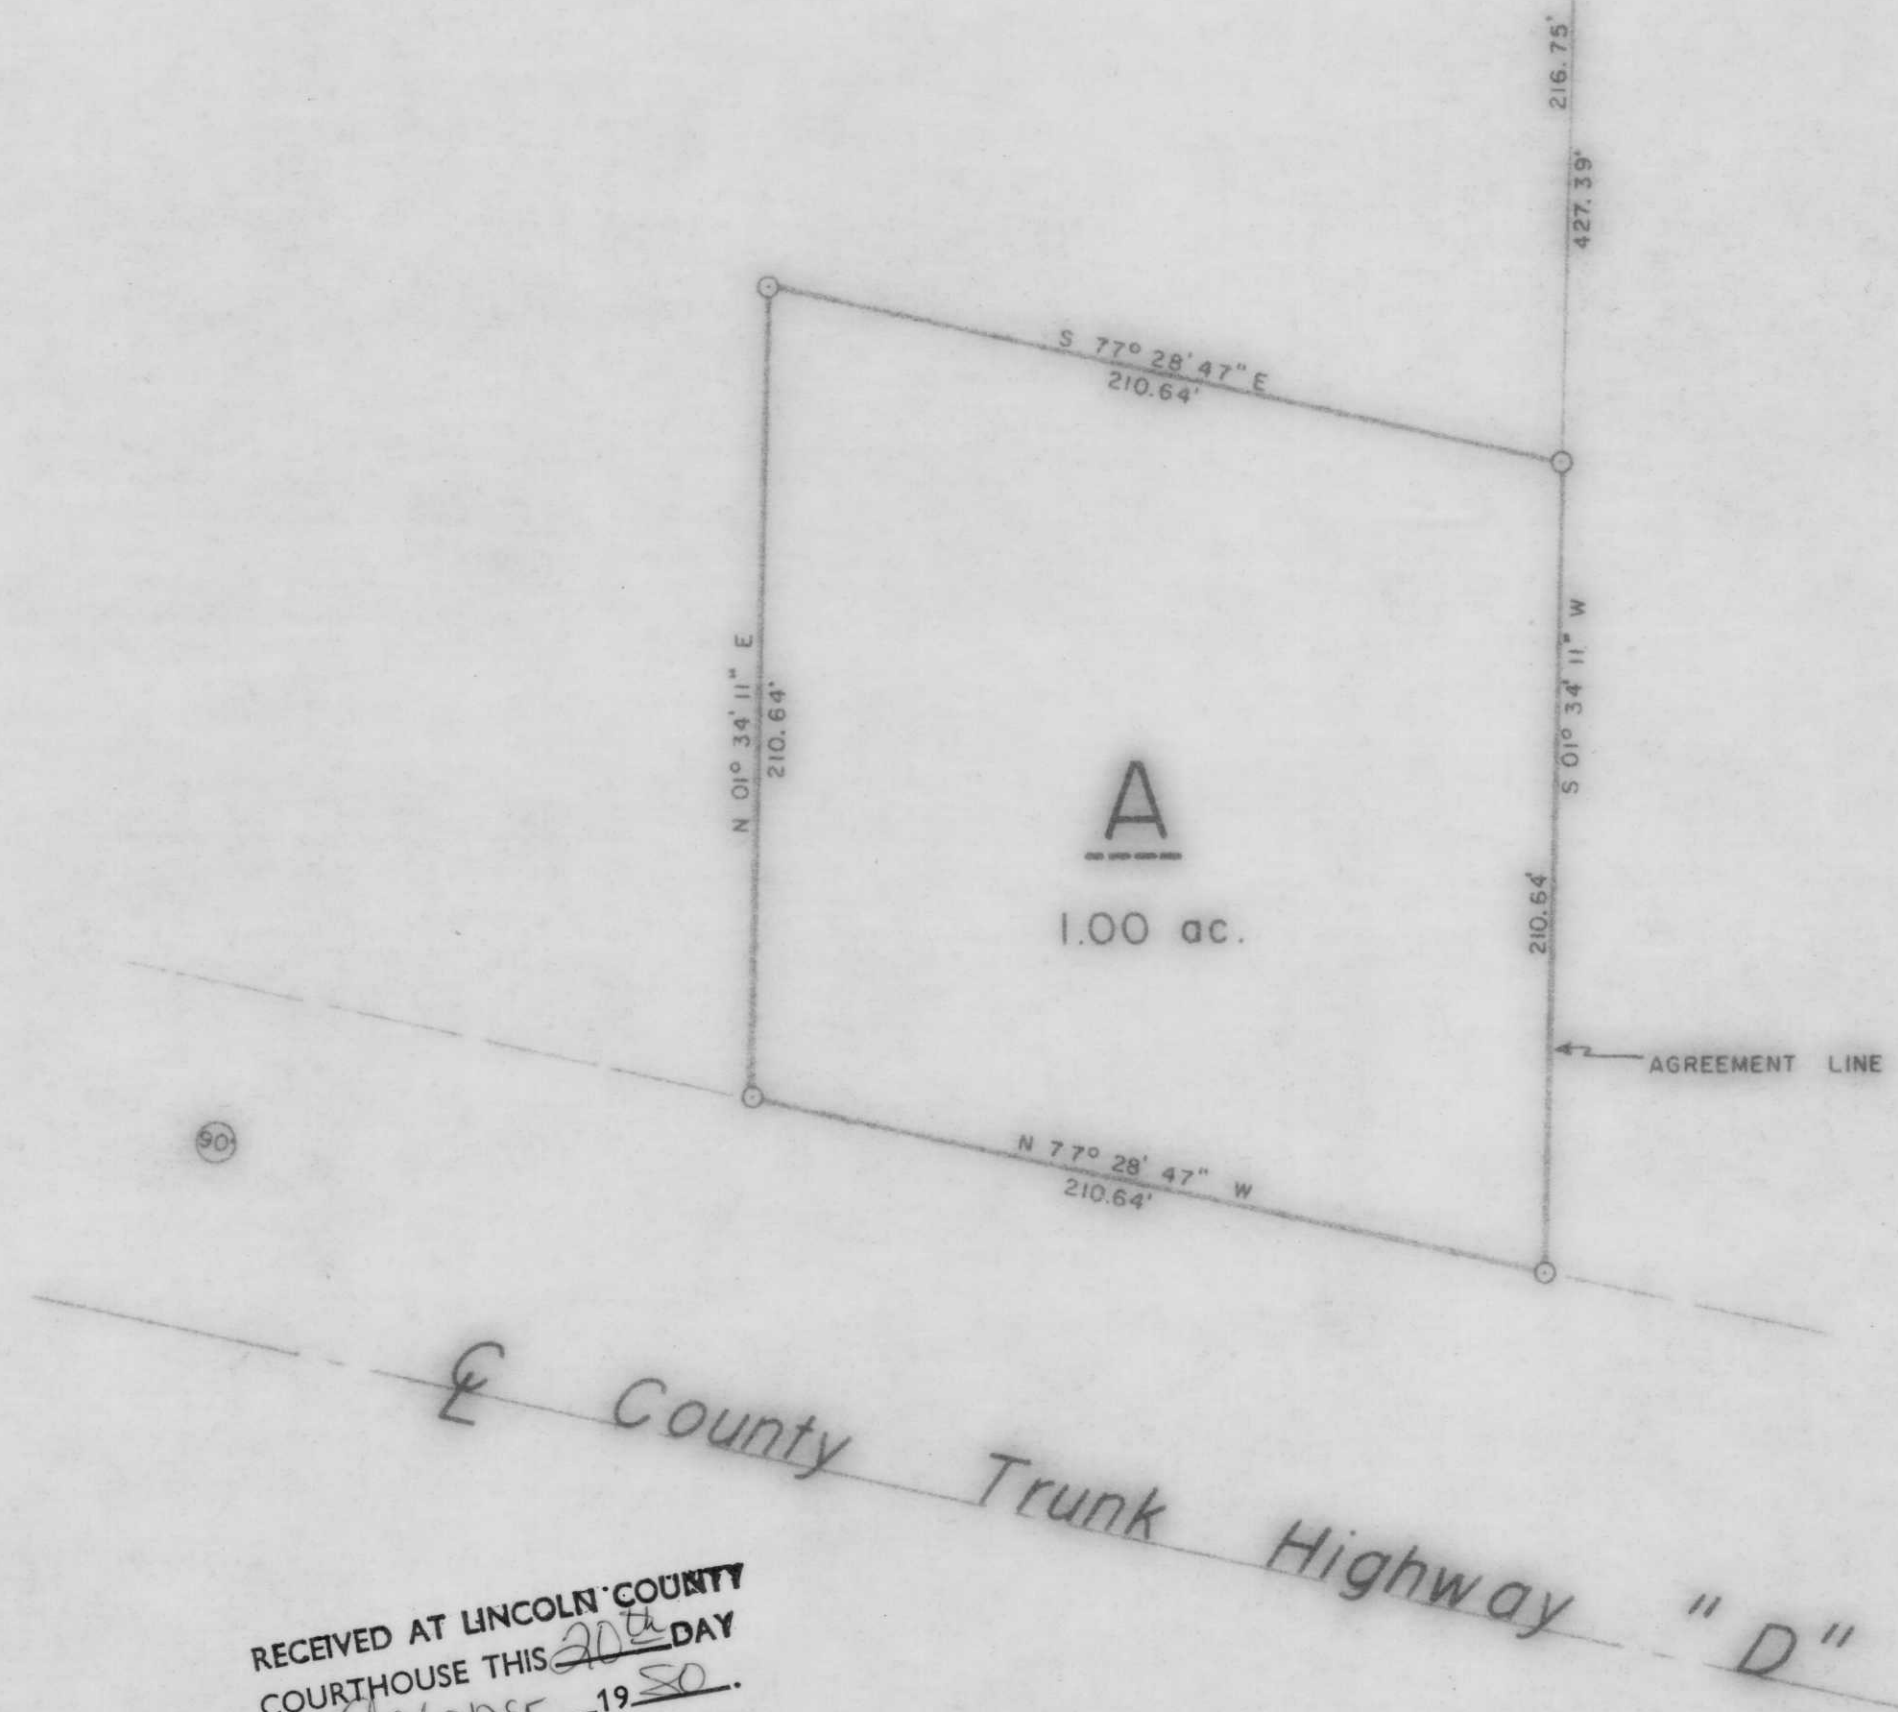 216.75'
427.39'
S 77° 28' 47" E
210.64'
N 01° 34' 11" E
210.64'
S 01° 34' 11" W
210.64'
A
1.00 ac.
AGREEMENT LINE
90'
N 77° 28' 47" W
210.64'
℄ County Trunk Highway "D"
RECEIVED AT LINCOLN COUNTY
COURTHOUSE THIS 20th DAY
19 80.